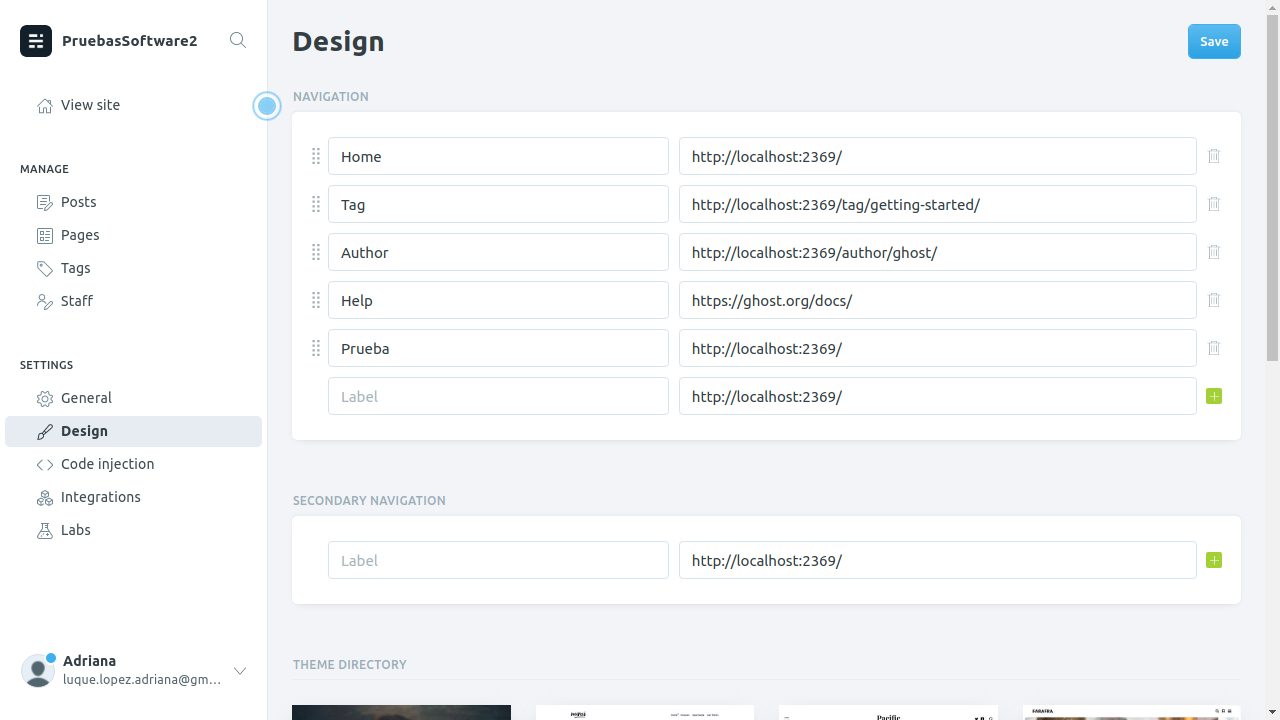 PruebasSoftware2
View site
MANAGE
Posts
Pages
Tags
Staff
SETTINGS
General
Design
Code injection
Integrations
Labs
Adriana
luque.lopez.adriana@gm...
Design
Save
NAVIGATION
Home http://localhost:2369/
Tag http://localhost:2369/tag/getting-started/
Author http://localhost:2369/author/ghost/
Help https://ghost.org/docs/
Prueba http://localhost:2369/
Label http://localhost:2369/
SECONDARY NAVIGATION
Label http://localhost:2369/
THEME DIRECTORY
Pacific
FARAFRA